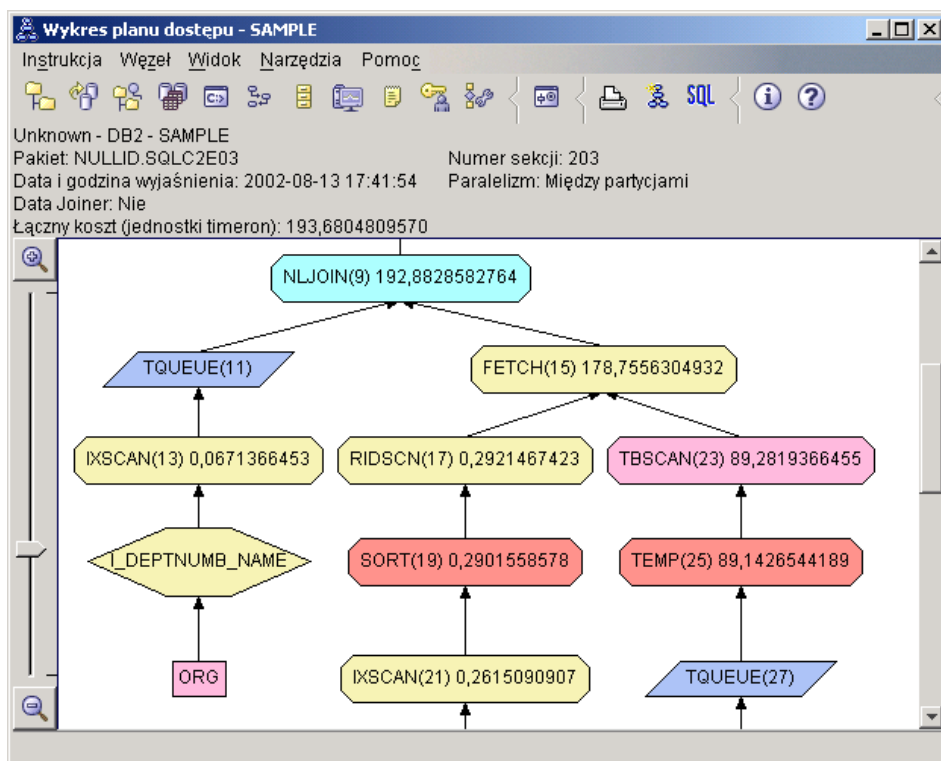 Wykres planu dostępu - SAMPLE
Instrukcja Węzeł Widok Narzędzia Pomoc
C:> SQL
Unknown - DB2 - SAMPLE
Pakiet: NULLID.SQLC2E03 Numer sekcji: 203
Data i godzina wyjaśnienia: 2002-08-13 17:41:54 Paralelizm: Między partycjami
Data Joiner: Nie
Łączny koszt (jednostki timeron): 193,6804809570
NLJOIN(9) 192,8828582764
TQUEUE(11) FETCH(15) 178,7556304932
IXSCAN(13) 0,0671366453 RIDSCN(17) 0,2921467423 TBSCAN(23) 89,2819366455
I_DEPTNUMB_NAME SORT(19) 0,2901558578 TEMP(25) 89,1426544189
ORG IXSCAN(21) 0,2615090907 TQUEUE(27)